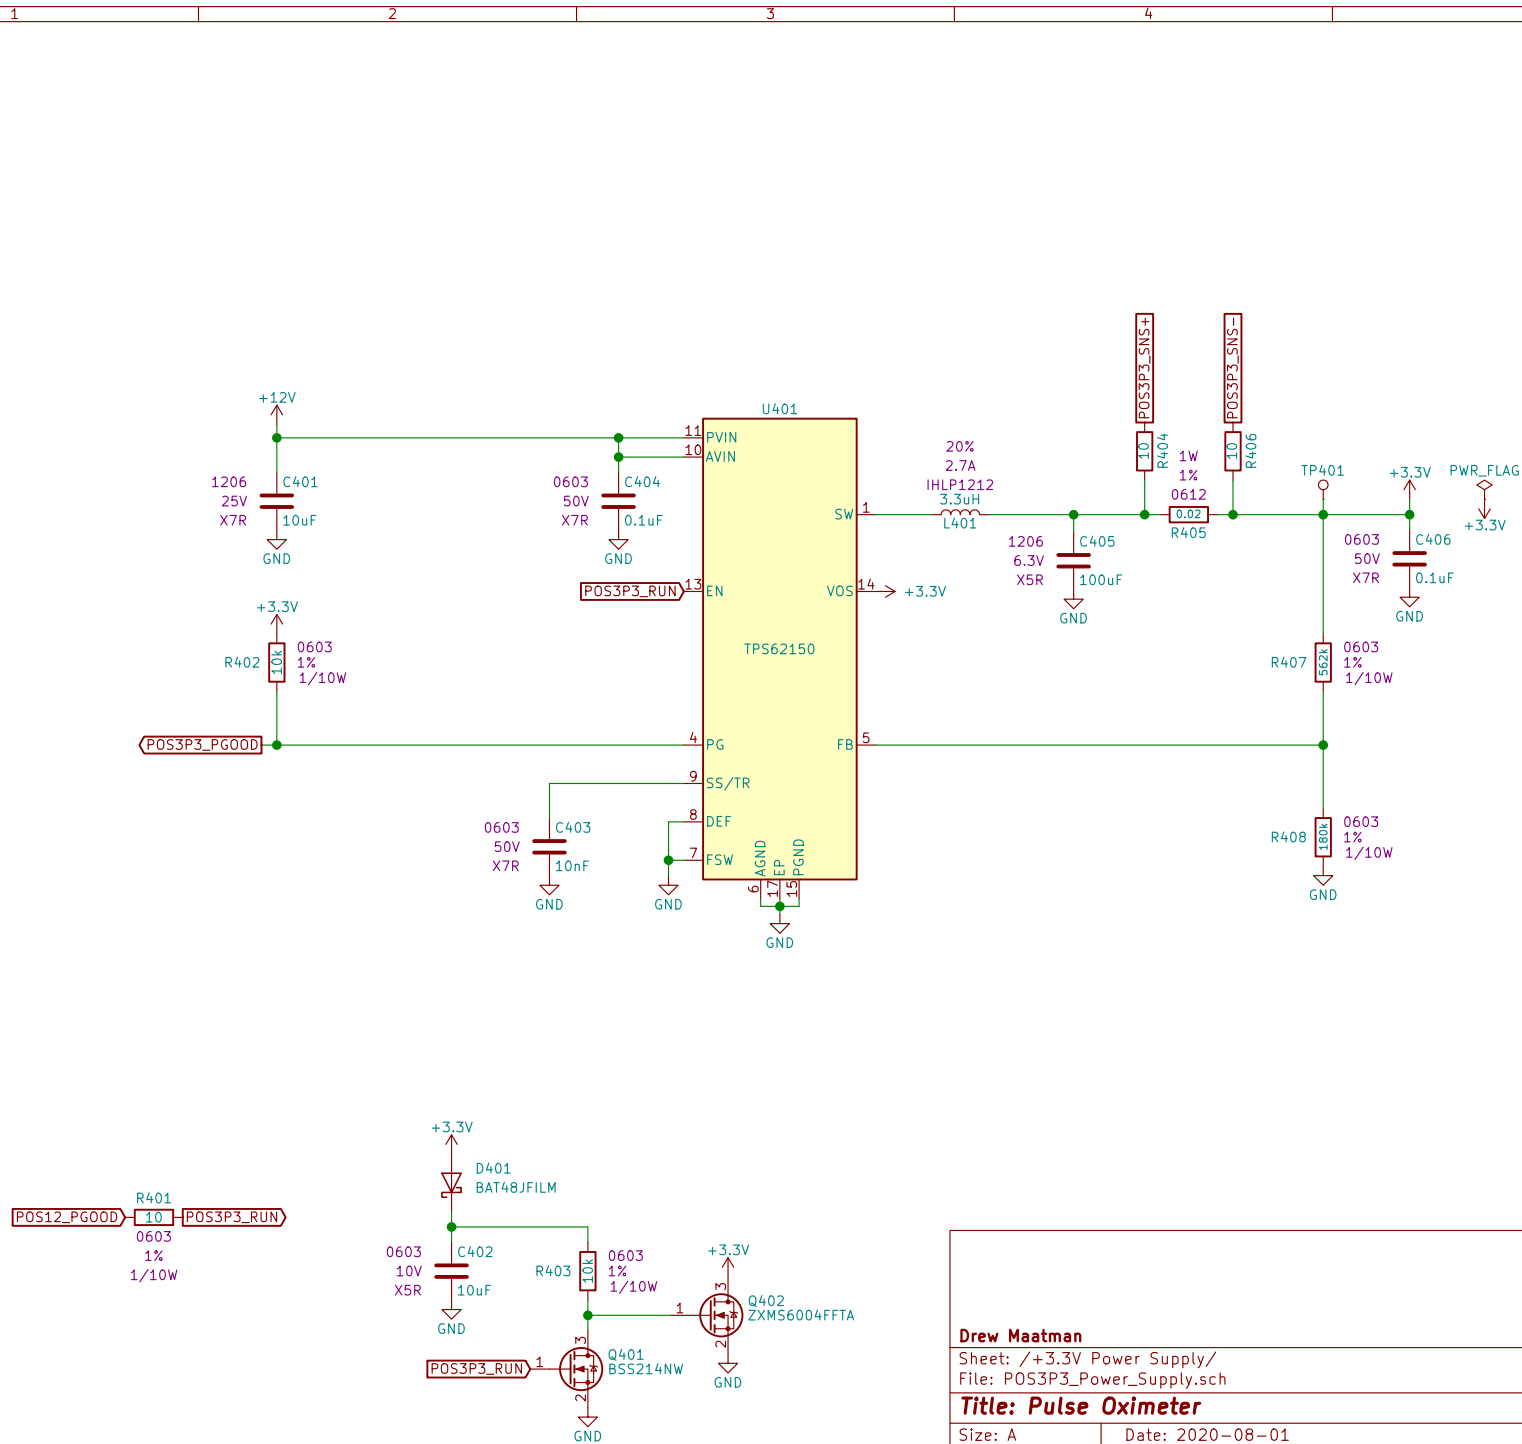 1
2
3
4
+12V
1206
25V
X7R
C401
10uF
GND
0603
50V
X7R
C404
0.1uF
GND
U401
TPS62150
11
PVIN
10
AVIN
13
EN
4
PG
9
SS/TR
8
DEF
7
FSW
6
AGND
17
EP
15
PGND
SW
1
VOS
14
FB
5
GND
+3.3V
POS3P3_RUN
+3.3V
R402
10k
0603
1%
1/10W
POS3P3_PGOOD
0603
50V
X7R
C403
10nF
GND
GND
20%
2.7A
IHLP1212
3.3uH
L401
1206
6.3V
X5R
C405
100uF
GND
POS3P3_SNS+
10
R404
POS3P3_SNS-
10
R406
1W
1%
0612
0.02
R405
TP401
+3.3V
PWR_FLAG
+3.3V
0603
50V
X7R
C406
0.1uF
GND
R407
562k
0603
1%
1/10W
R408
180k
0603
1%
1/10W
GND
POS12_PGOOD
R401
10
0603
1%
1/10W
POS3P3_RUN
+3.3V
D401
BAT48JFILM
0603
10V
X5R
C402
10uF
GND
R403
10k
0603
1%
1/10W
POS3P3_RUN
1
3
2
Q401
BSS214NW
GND
+3.3V
1
3
2
Q402
ZXMS6004FFTA
GND
Drew Maatman
Sheet: /+3.3V Power Supply/
File: POS3P3_Power_Supply.sch
Title: Pulse Oximeter
Size: A
Date: 2020-08-01